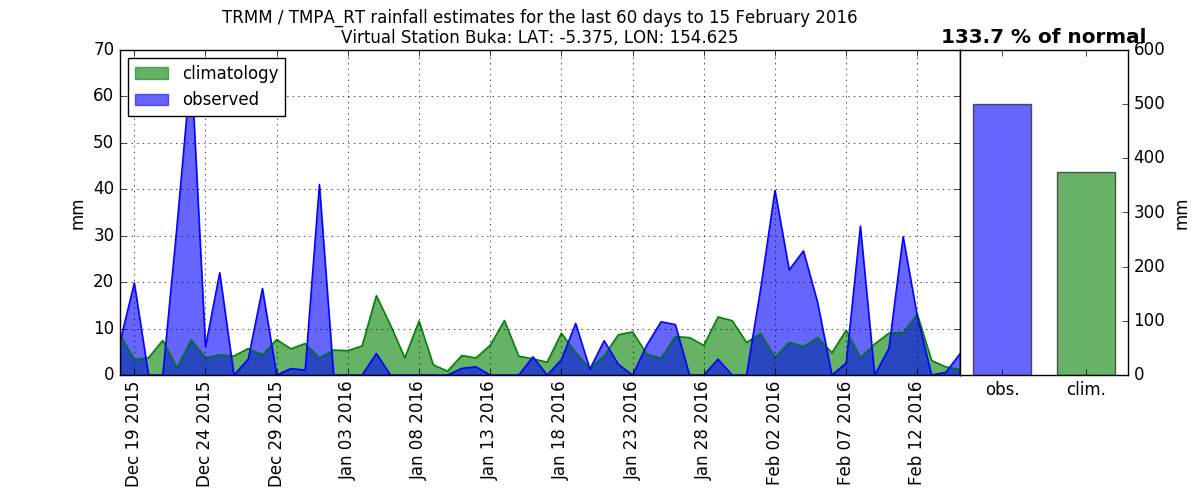 TRMM / TMPA_RT rainfall estimates for the last 60 days to 15 February 2016
Virtual Station Buka: LAT: -5.375, LON: 154.625
133.7 % of normal
climatology
observed
70
60
50
40
30
20
10
0
mm
Dec 19 2015
Dec 24 2015
Dec 29 2015
Jan 03 2016
Jan 08 2016
Jan 13 2016
Jan 18 2016
Jan 23 2016
Jan 28 2016
Feb 02 2016
Feb 07 2016
Feb 12 2016
obs.
clim.
600
500
400
300
200
100
0
mm